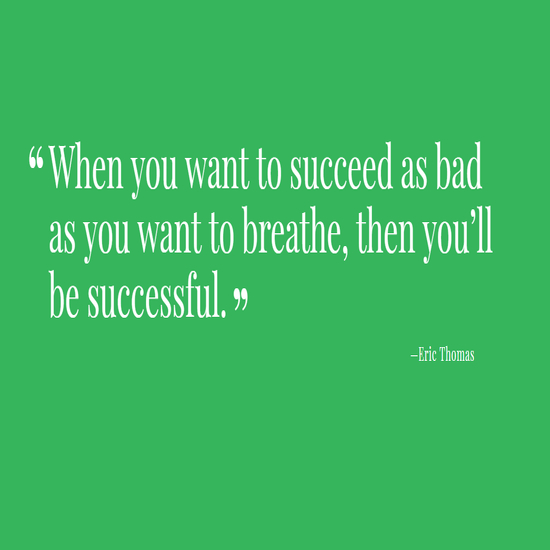 “When you want to succeed as bad
as you want to breathe, then you’ll
be successful.”
–Eric Thomas